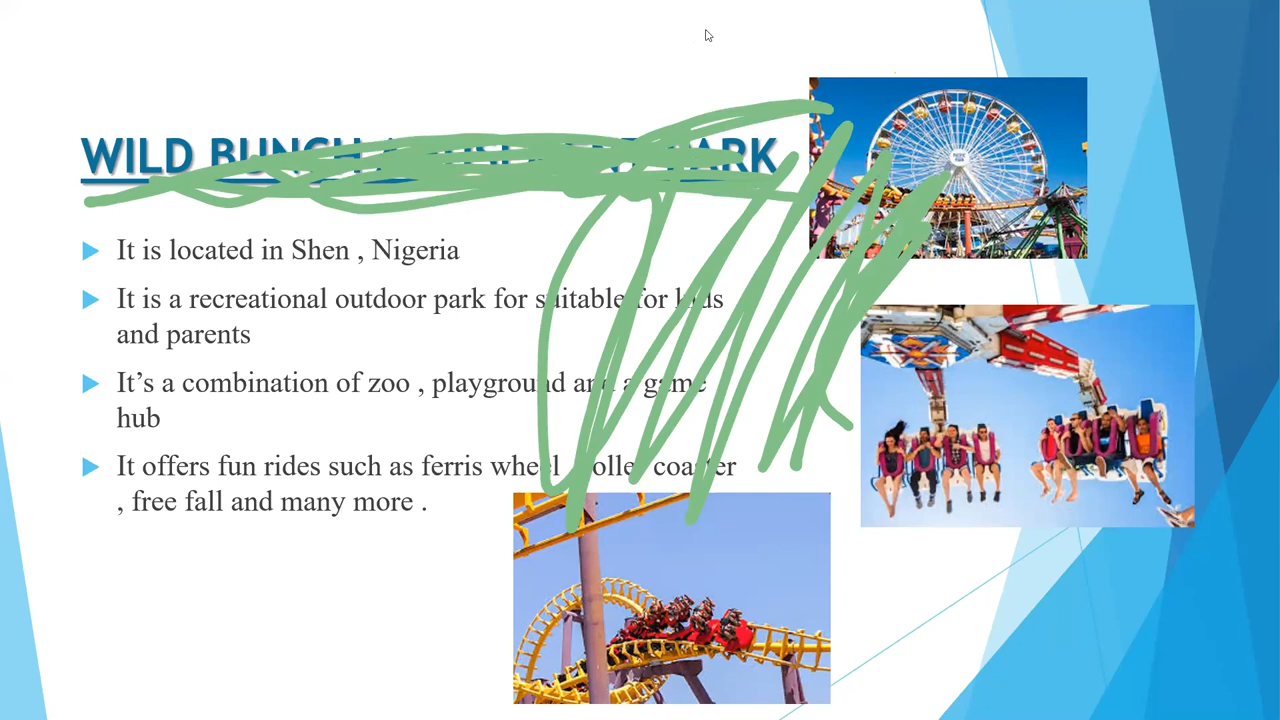 WILD BUNCH PARK
It is located in Shen , Nigeria
It is a recreational outdoor park for suitable for kids
and parents
It's a combination of zoo , playground and a game
hub
It offers fun rides such as ferris wheel , roller coaster
, free fall and many more .